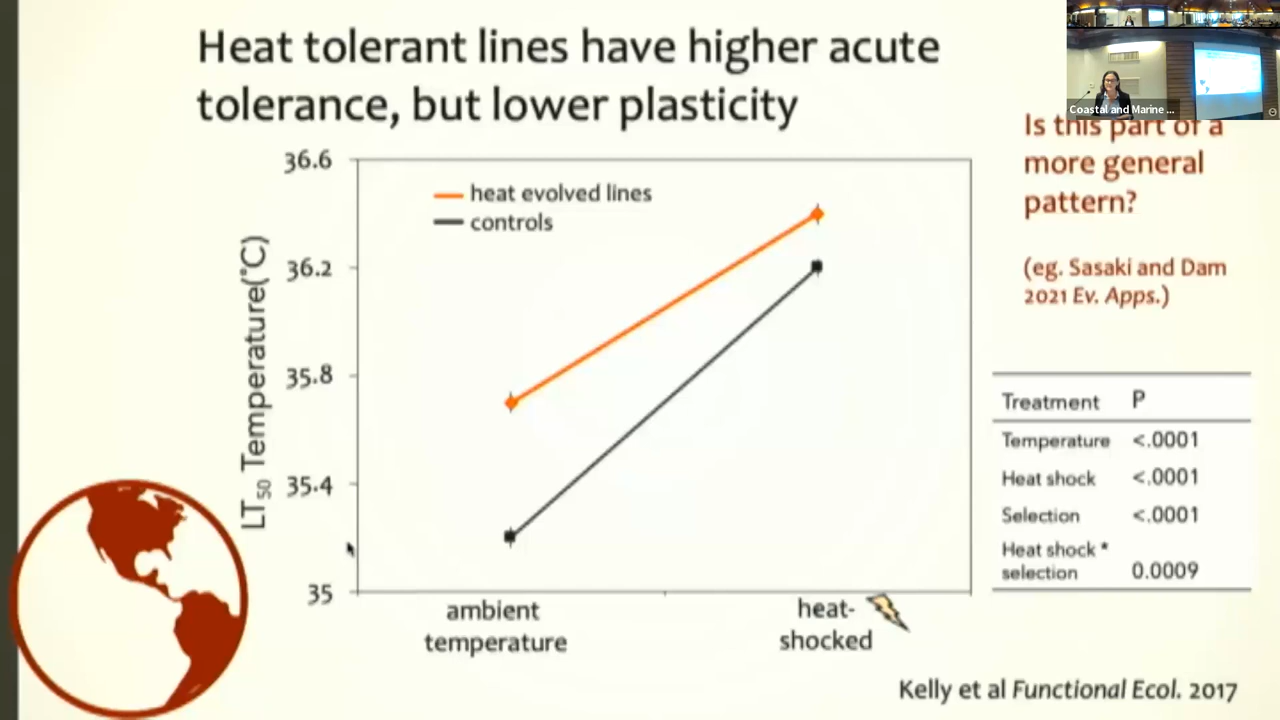 Heat tolerant lines have higher acute
tolerance, but lower plasticity
Coastal and Marine ...
Is this part of a
more general
pattern?
(eg. Sasaki and Dam
2021 Ev. Apps.)
36.6
36.2
35.8
35.4
35
LT50 Temperature(°C)
heat evolved lines
controls
ambient
temperature
heat-
shocked
Treatment P
Temperature <.0001
Heat shock <.0001
Selection <.0001
Heat shock *
selection 0.0009
Kelly et al Functional Ecol. 2017